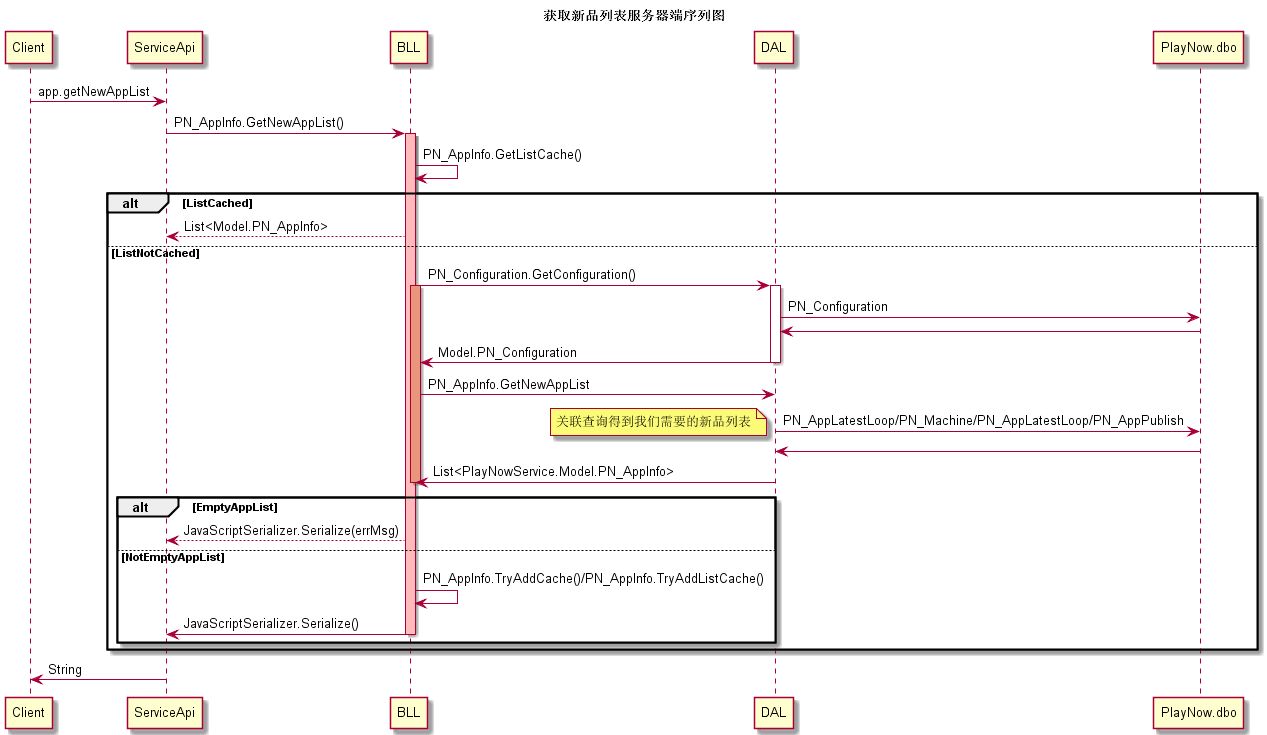 获取新品列表服务器端序列图
Client ServiceApi BLL DAL PlayNow.dbo
app.getNewAppList
PN_AppInfo.GetNewAppList()
PN_AppInfo.GetListCache()
alt [ListCached]
List<Model.PN_AppInfo>
[ListNotCached]
PN_Configuration.GetConfiguration()
PN_Configuration
Model.PN_Configuration
PN_AppInfo.GetNewAppList
关联查询得到我们需要的新品列表 PN_AppLatestLoop/PN_Machine/PN_AppLatestLoop/PN_AppPublish
List<PlayNowService.Model.PN_AppInfo>
alt [EmptyAppList]
JavaScriptSerializer.Serialize(errMsg)
[NotEmptyAppList]
PN_AppInfo.TryAddCache()/PN_AppInfo.TryAddListCache()
JavaScriptSerializer.Serialize()
String
Client ServiceApi BLL DAL PlayNow.dbo